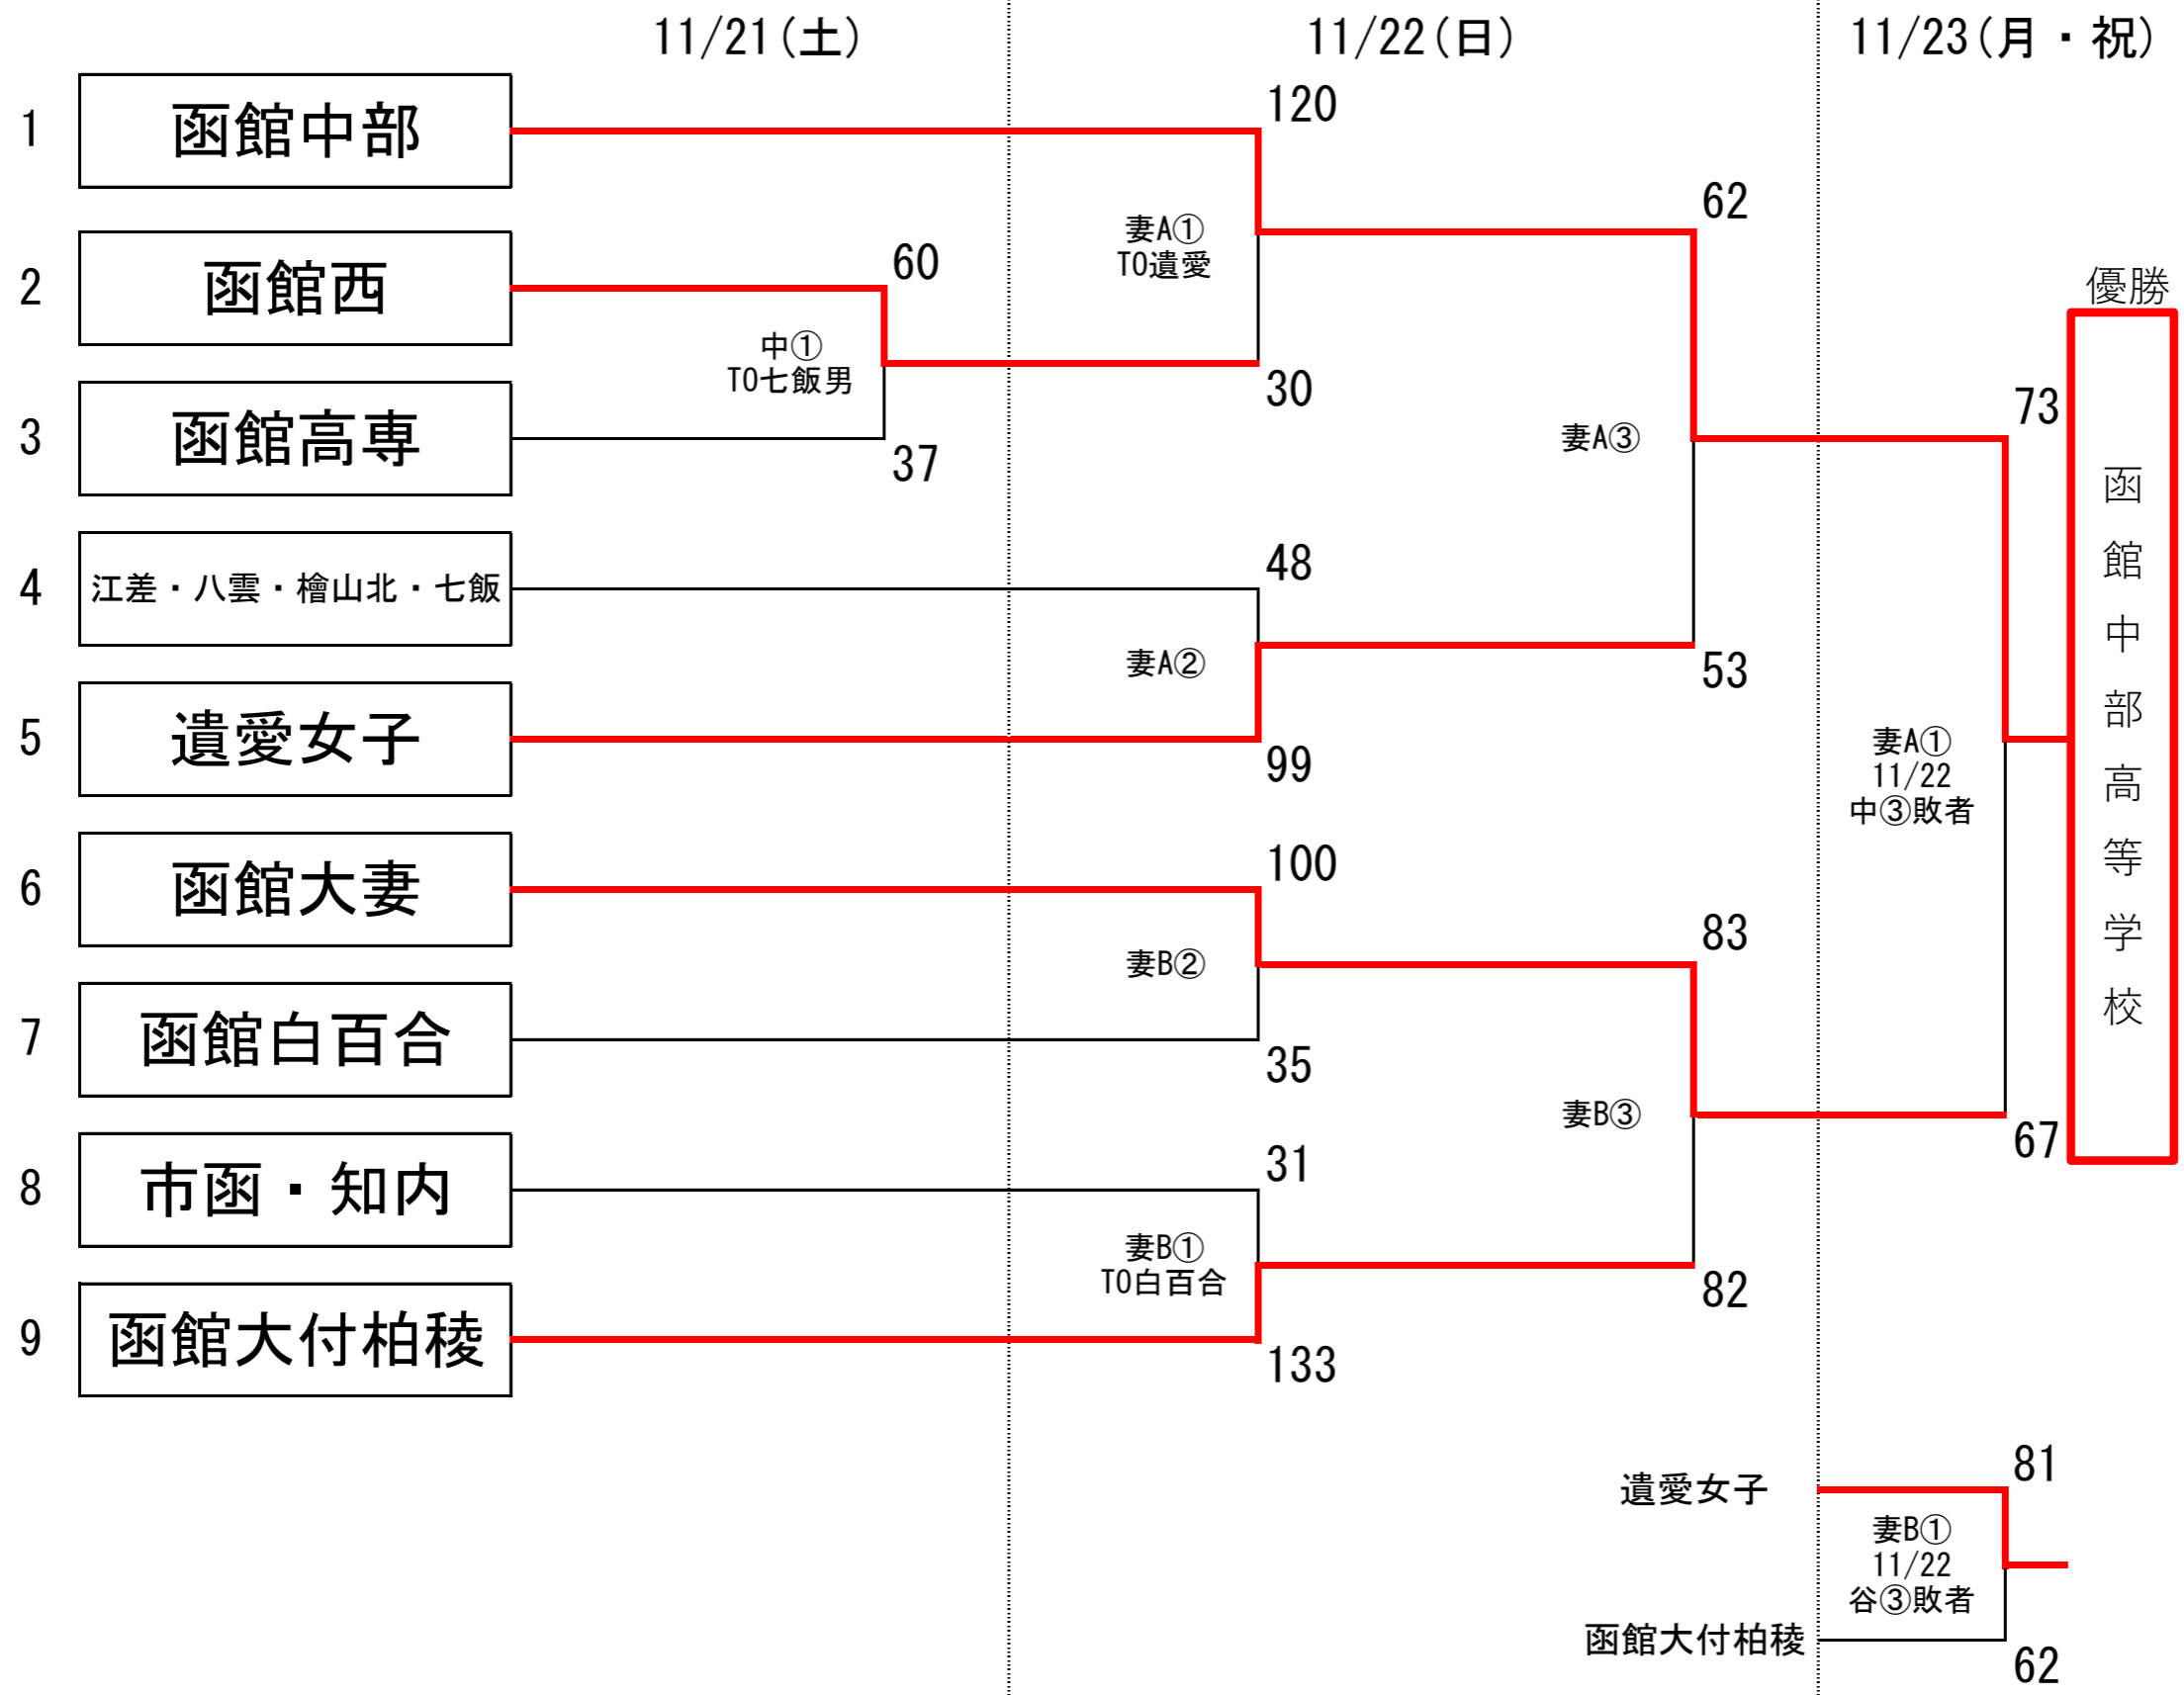 11/21(土)
11/22(日)
11/23(月・祝)
1
函館中部
120
妻A①
TO遺愛
62
2
函館西
60
中①
TO七飯男
30
3
函館高専
37
妻A③
4
江差・八雲・檜山北・七飯
48
妻A②
53
5
遺愛女子
99
優勝
函館中部高等学校
73
妻A①
11/22
中③敗者
67
6
函館大妻
100
妻B②
83
7
函館白百合
35
妻B③
8
市函・知内
31
妻B①
TO白百合
82
9
函館大付柏稜
133
遺愛女子
81
妻B①
11/22
谷③敗者
函館大付柏稜
62